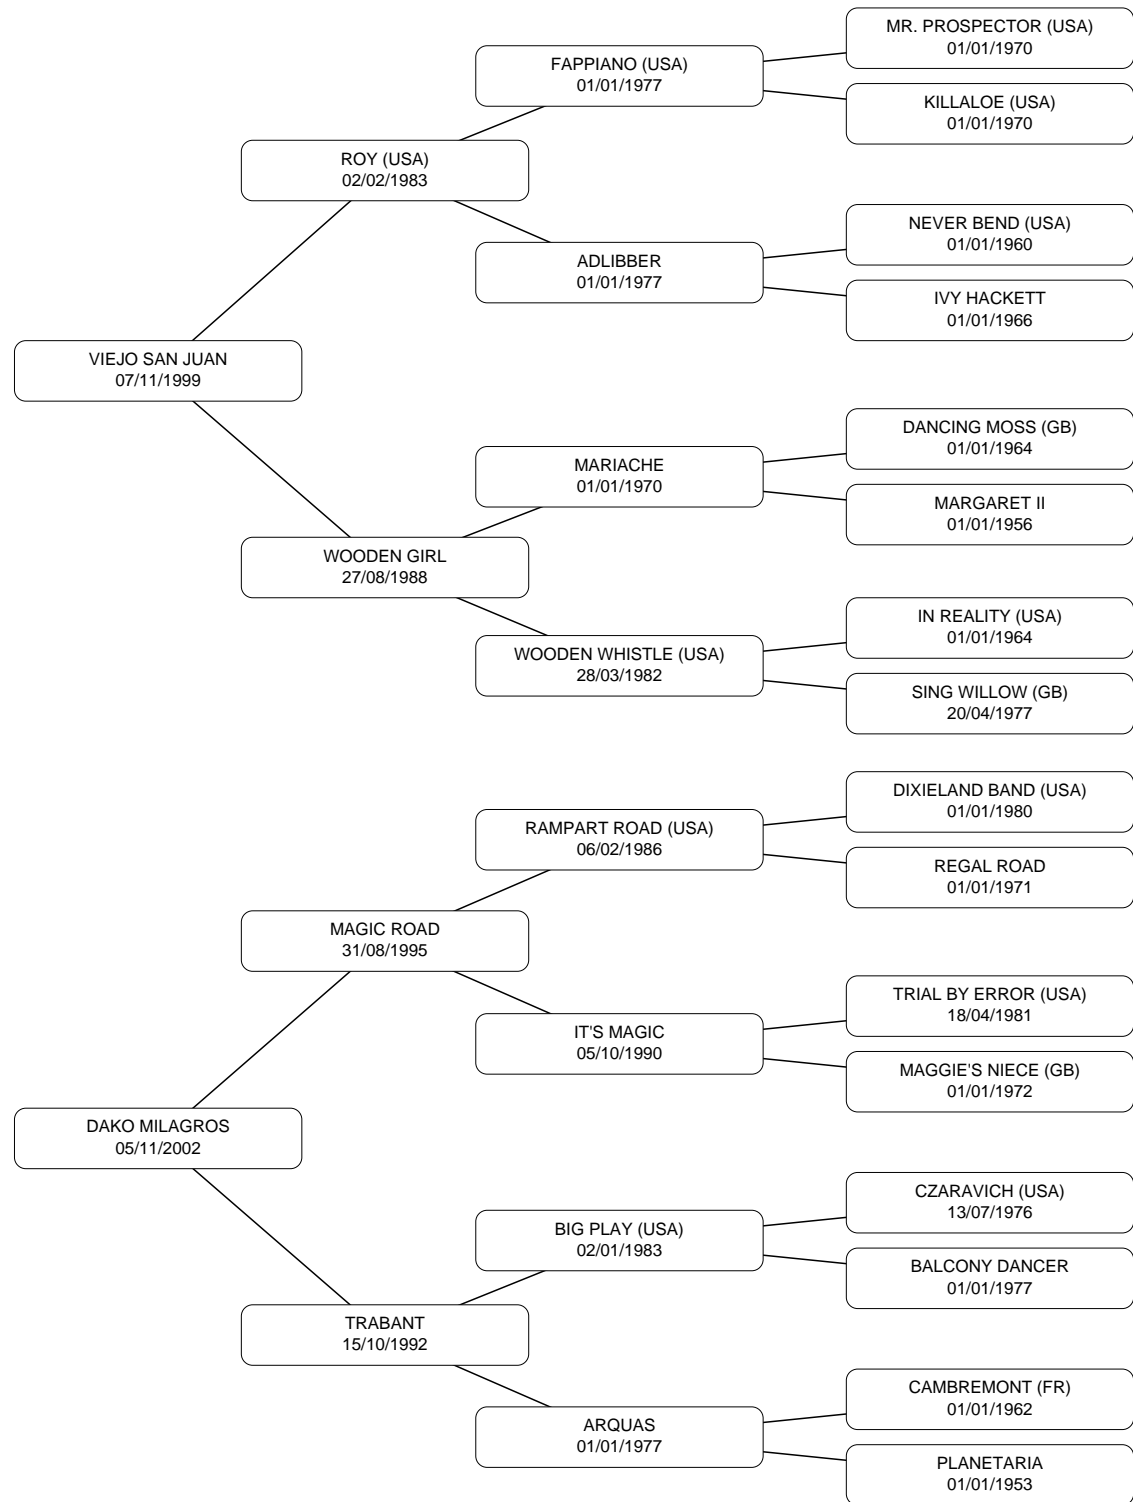 MR. PROSPECTOR (USA)
01/01/1970
FAPPIANO (USA)
01/01/1977
KILLALOE (USA)
01/01/1970
ROY (USA)
02/02/1983
NEVER BEND (USA)
01/01/1960
ADLIBBER
01/01/1977
IVY HACKETT
01/01/1966
VIEJO SAN JUAN
07/11/1999
DANCING MOSS (GB)
01/01/1964
MARIACHE
01/01/1970
MARGARET II
01/01/1956
WOODEN GIRL
27/08/1988
IN REALITY (USA)
01/01/1964
WOODEN WHISTLE (USA)
28/03/1982
SING WILLOW (GB)
20/04/1977
DIXIELAND BAND (USA)
01/01/1980
RAMPART ROAD (USA)
06/02/1986
REGAL ROAD
01/01/1971
MAGIC ROAD
31/08/1995
TRIAL BY ERROR (USA)
18/04/1981
IT'S MAGIC
05/10/1990
MAGGIE'S NIECE (GB)
01/01/1972
DAKO MILAGROS
05/11/2002
CZARAVICH (USA)
13/07/1976
BIG PLAY (USA)
02/01/1983
BALCONY DANCER
01/01/1977
TRABANT
15/10/1992
CAMBREMONT (FR)
01/01/1962
ARQUAS
01/01/1977
PLANETARIA
01/01/1953